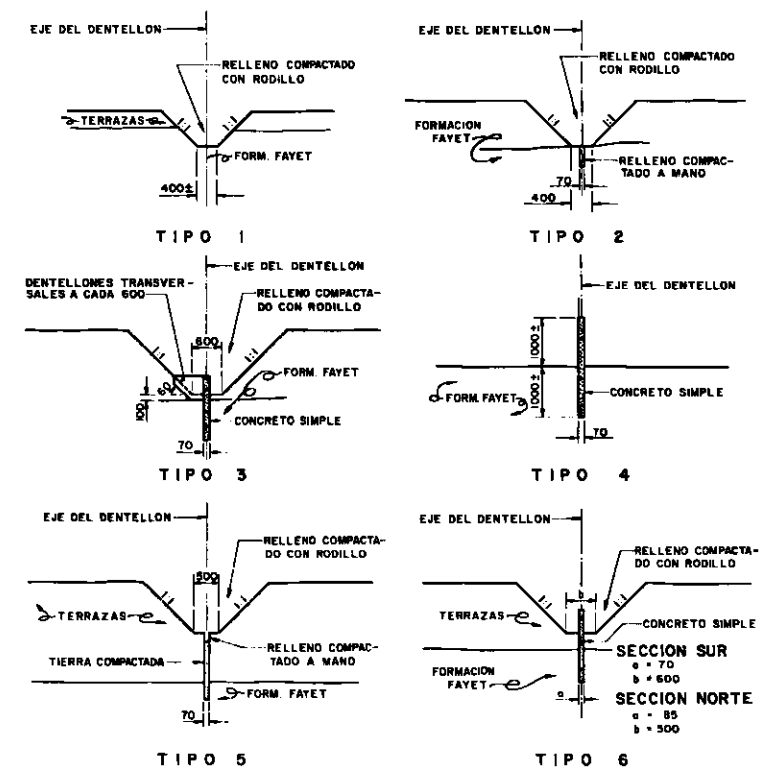 EJE DEL DENTELLON
RELLENO COMPACTADO
CON RODILLO
TERRAZAS
1:1
1:1
FORM. FAYET
400±
TIPO 1
EJE DEL DENTELLON
RELLENO COMPACTADO
CON RODILLO
1:1
1:1
FORMACION
FAYET
RELLENO COMPAC-
TADO A MANO
70
400
TIPO 2
EJE DEL DENTELLON
DENTELLONES TRANSVER-
SALES A CADA 600
RELLENO COMPACTA-
DO CON RODILLO
600
1:1
1:1
FORM. FAYET
60
100
CONCRETO SIMPLE
70
TIPO 3
EJE DEL DENTELLON
1000±
1000±
FORM. FAYET
CONCRETO SIMPLE
70
TIPO 4
EJE DEL DENTELLON
RELLENO COMPACTA-
DO CON RODILLO
500
1:1
1:1
TERRAZAS
RELLENO COMPAC-
TADO A MANO
TIERRA COMPACTADA
FORM. FAYET
70
TIPO 5
EJE DEL DENTELLON
RELLENO COMPACTA-
DO CON RODILLO
b
1:1
1:1
TERRAZAS
CONCRETO SIMPLE
SECCION SUR
a = 70
b = 600
FORMACION
FAYET
SECCION NORTE
a = 85
b = 500
a
TIPO 6